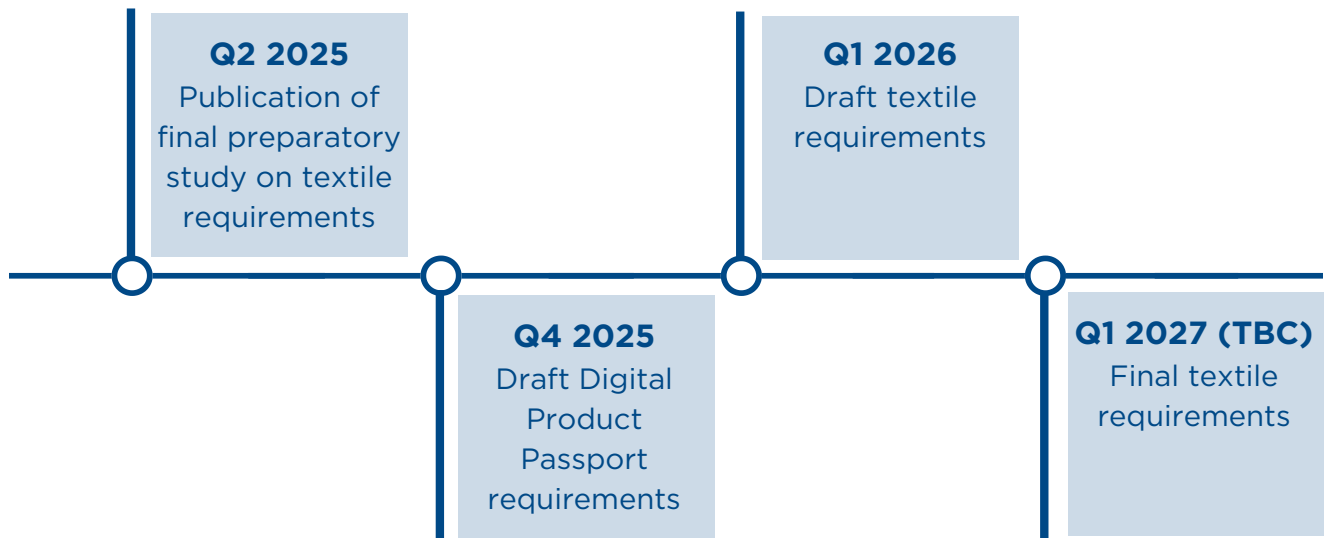 Q2 2025
Publication of
final preparatory
study on textile
requirements
Q4 2025
Draft Digital
Product
Passport
requirements
Q1 2026
Draft textile
requirements
Q1 2027 (TBC)
Final textile
requirements